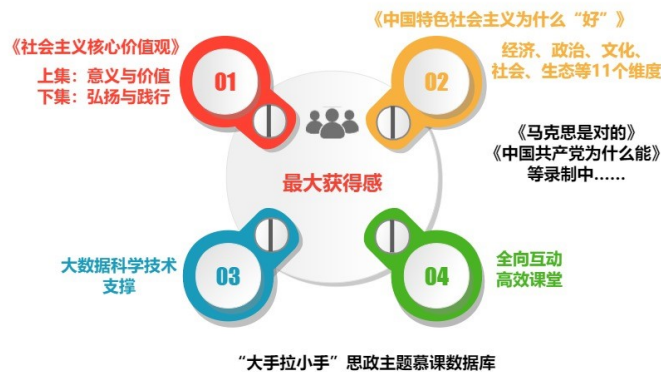 《社会主义核心价值观》
上集：意义与价值
下集：弘扬与践行
01
《中国特色社会主义为什么“好”》
经济、政治、文化、
社会、生态等11个维度
02
《马克思是对的》
《中国共产党为什么能》
等录制中……
最大获得感
大数据科学技术
支撑
03
04
全向互动
高效课堂
“大手拉小手”思政主题慕课数据库